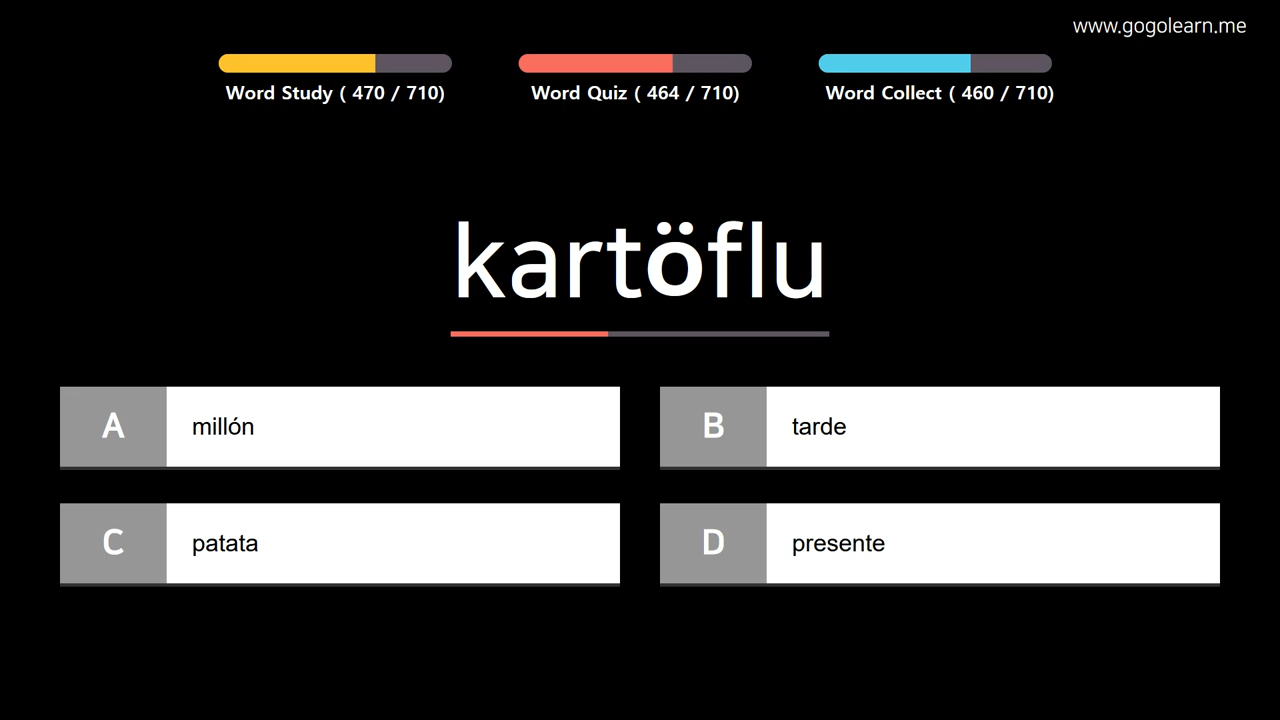 www.gogolearn.me
Word Study ( 470 / 710)
Word Quiz ( 464 / 710)
Word Collect ( 460 / 710)
kartöflu
A millón
B tarde
C patata
D presente